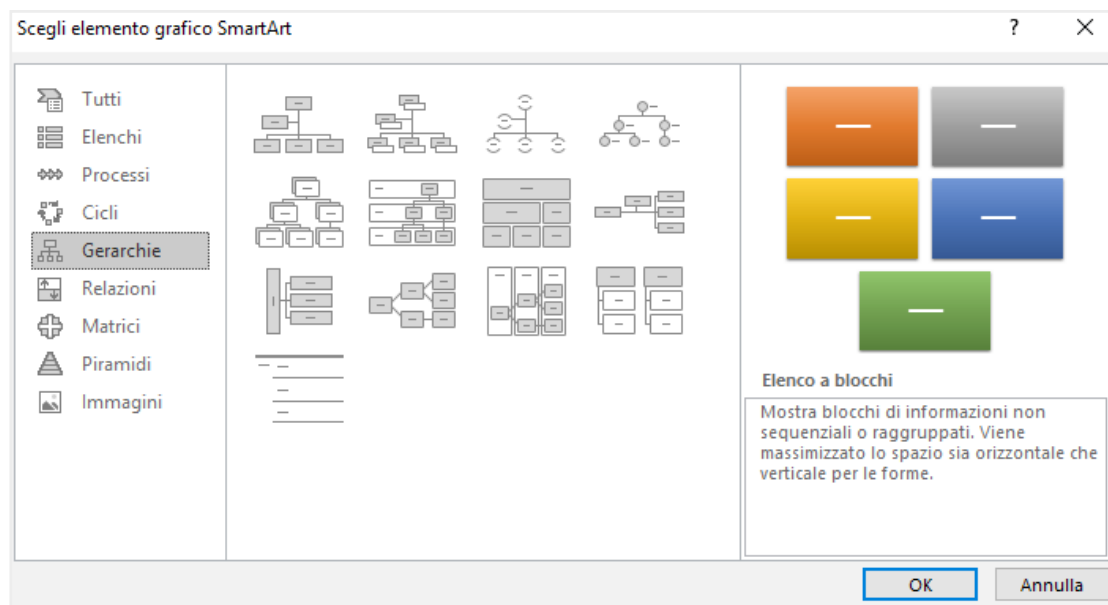 Scegli elemento grafico SmartArt
?
Tutti
Elenchi
Processi
Cicli
Gerarchie
Relazioni
Matrici
Piramidi
Immagini
Elenco a blocchi
Mostra blocchi di informazioni non
sequenziali o raggruppati. Viene
massimizzato lo spazio sia orizzontale che
verticale per le forme.
OK
Annulla